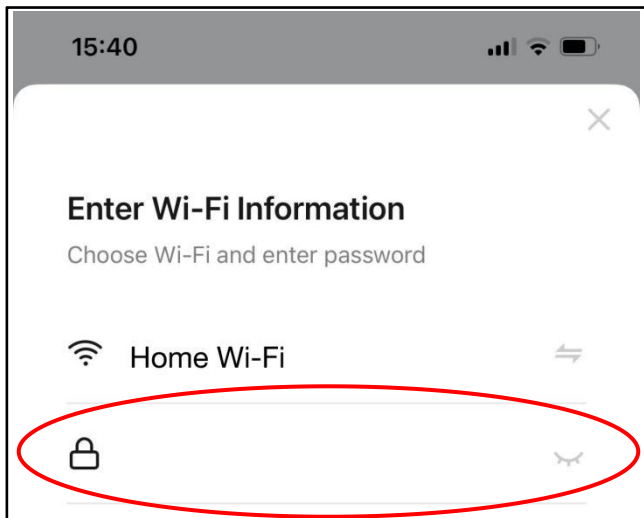 15:40
Enter Wi-Fi Information
Choose Wi-Fi and enter password
Home Wi-Fi